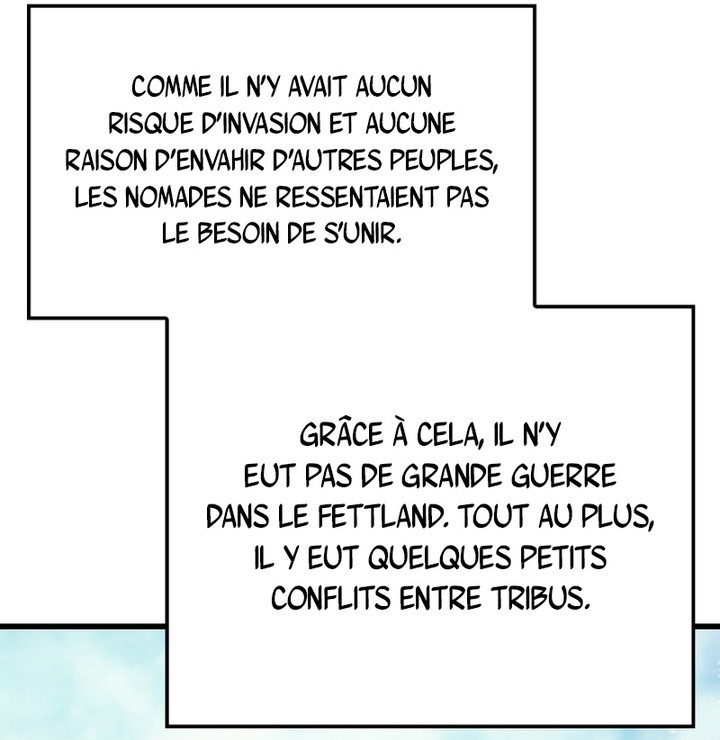 COMME IL N'Y AVAIT AUCUN
RISQUE D'INVASION ET AUCUNE
RAISON D'ENVAHIR D'AUTRES PEUPLES,
LES NOMADES NE RESSENTAIENT PAS
LE BESOIN DE S'UNIR.
GRÂCE À CELA, IL N'Y
EUT PAS DE GRANDE GUERRE
DANS LE FETTLAND. TOUT AU PLUS,
IL Y EUT QUELQUES PETITS
CONFLITS ENTRE TRIBUS.